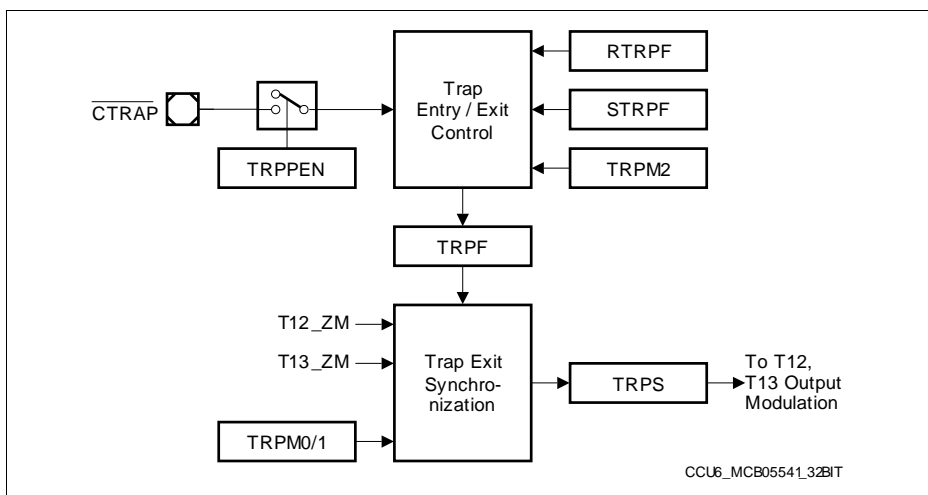 RTRPF
Trap
Entry / Exit
Control
CTRAP
STRPF
TRPPEN
TRPM2
TRPF
T12_ZM
T13_ZM
Trap Exit
Synchro-
nization
TRPS
To T12,
T13 Output
Modulation
TRPM0/1
CCU6_MCB05541_32BIT